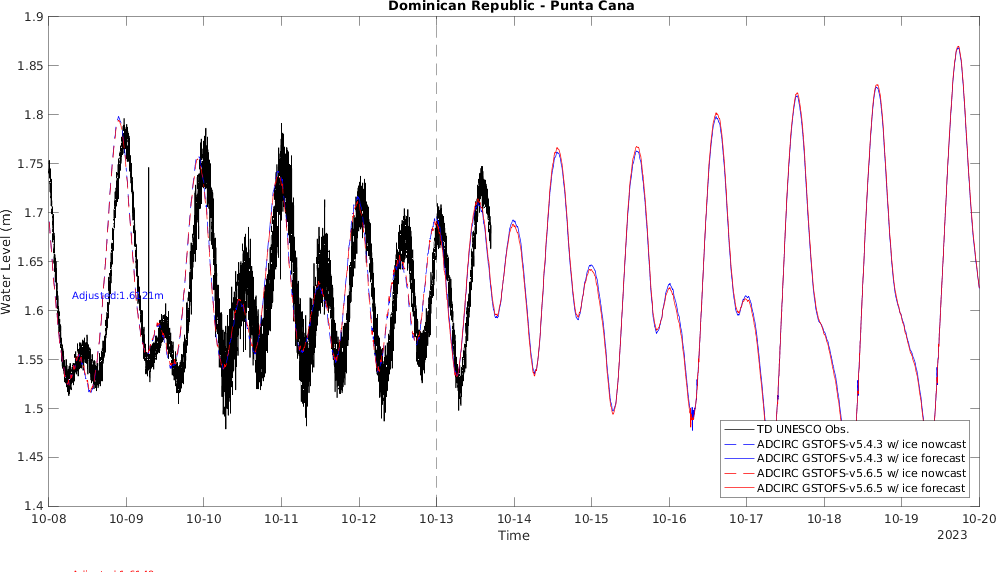 Dominican Republic - Punta Cana
1.9
1.85
1.8
1.75
1.7
1.65
1.6
1.55
1.5
1.45
1.4
Water Level (m)
TD UNESCO Obs.
ADCIRC GSTOFS-v5.4.3 w/ ice nowcast
ADCIRC GSTOFS-v5.4.3 w/ ice forecast
ADCIRC GSTOFS-v5.6.5 w/ ice nowcast
ADCIRC GSTOFS-v5.6.5 w/ ice forecast
10-08 10-09 10-10 10-11 10-12 10-13 10-14 10-15 10-16 10-17 10-18 10-19 10-20
Time
2023